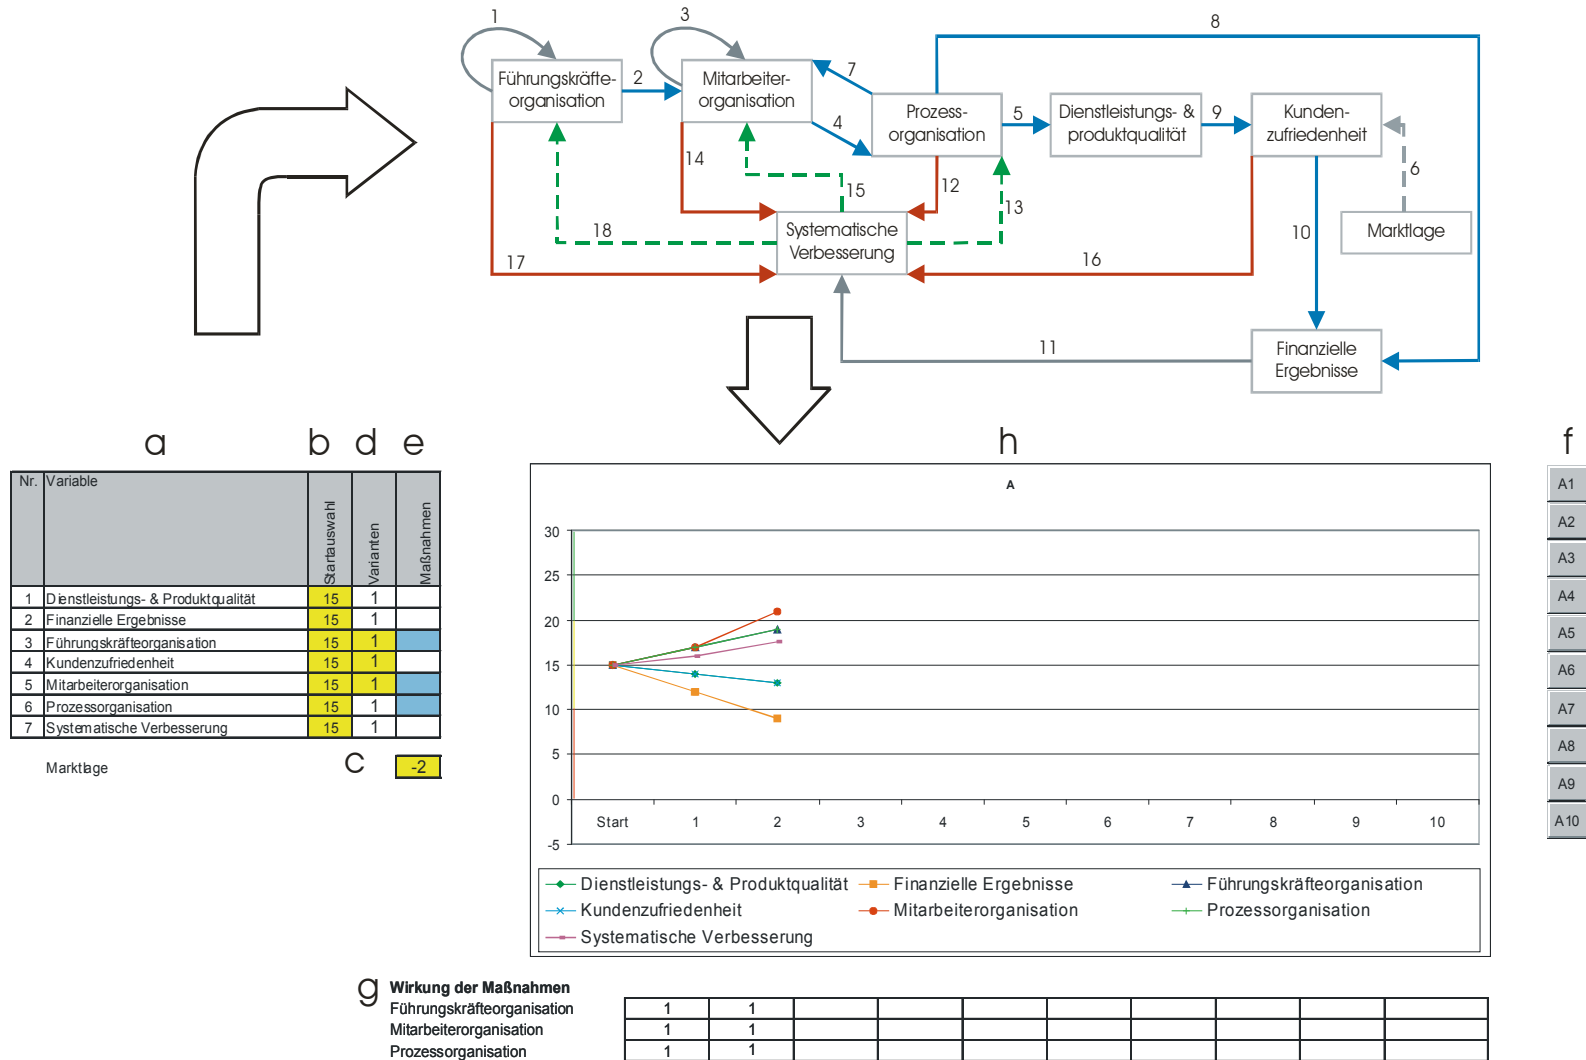 1
3
8
Führungskräfte-
organisation
2
Mitarbeiter-
organisation
7
4
Prozess-
organisation
5
Dienstleistungs- &
produktqualität
9
Kunden-
zufriedenheit
14
15
12
13
6
18
Systematische
Verbesserung
10
Marktlage
17
16
11
Finanzielle
Ergebnisse
a b d e
Nr. Variable Startauswahl Varianten Maßnahmen
1 Dienstleistungs- & Produktqualität 15 1
2 Finanzielle Ergebnisse 15 1
3 Führungskräfteorganisation 15 1
4 Kundenzufriedenheit 15 1
5 Mitarbeiterorganisation 15 1
6 Prozessorganisation 15 1
7 Systematische Verbesserung 15 1
Marktlage c -2
h
A
30
25
20
15
10
5
0
-5
Start 1 2 3 4 5 6 7 8 9 10
Dienstleistungs- & Produktqualität Finanzielle Ergebnisse Führungskräfteorganisation
Kundenzufriedenheit Mitarbeiterorganisation Prozessorganisation
Systematische Verbesserung
f
A1
A2
A3
A4
A5
A6
A7
A8
A9
A10
g Wirkung der Maßnahmen
Führungskräfteorganisation 1 1
Mitarbeiterorganisation 1 1
Prozessorganisation 1 1